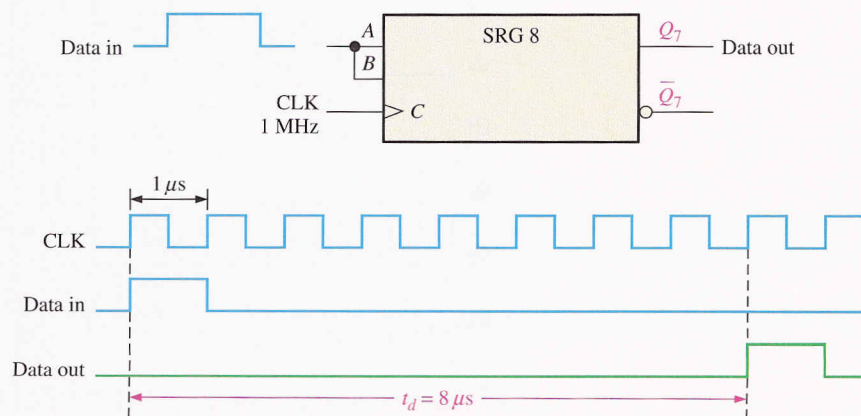 Data in
A
B
SRG 8
Q₇
Data out
CLK
1 MHz
C
Q̅₇
1 μs
CLK
Data in
Data out
t_d = 8 μs